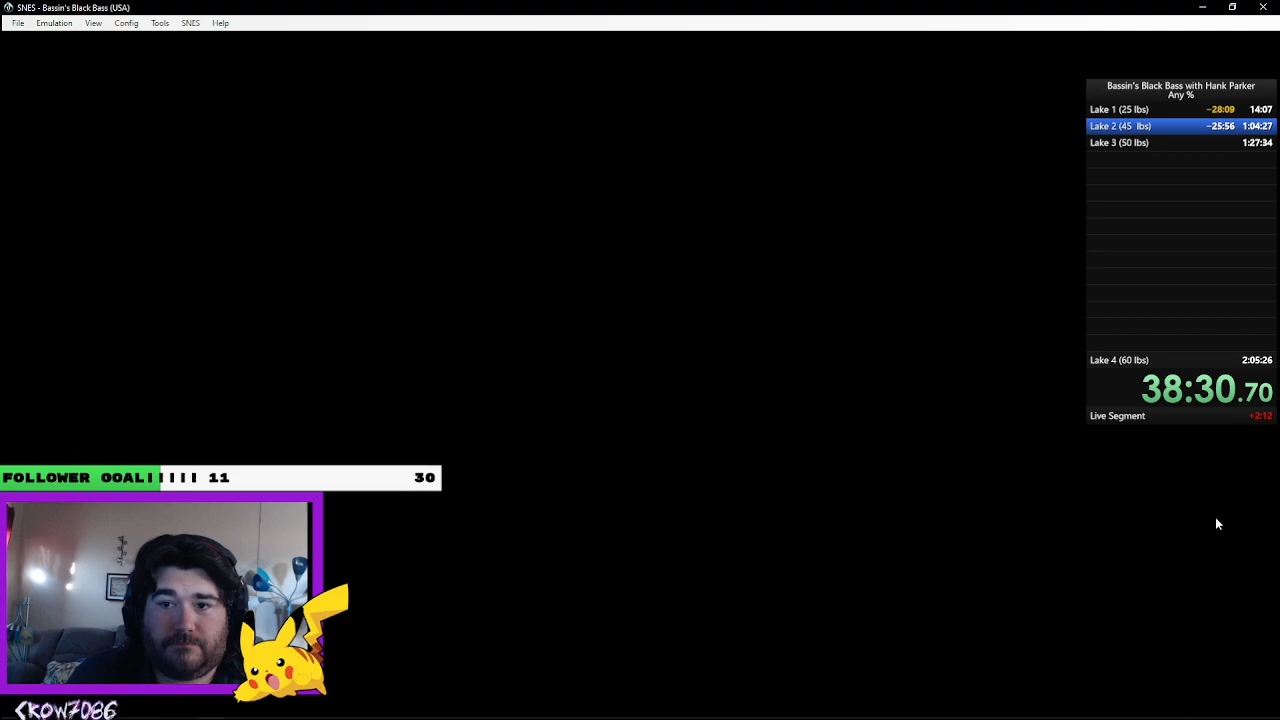 SNES - Bassin's Black Bass (USA)
File Emulation View Config Tools SNES Help
Bassin's Black Bass with Hank Parker
Any %
Lake 1 (25 lbs) −28:09 14:07
Lake 2 (45 lbs) −25:56 1:04:27
Lake 3 (50 lbs) 1:27:34
Lake 4 (60 lbs) 2:05:26
38:30.70
Live Segment +2:12
FOLLOWER GOAL!!!!! 11 30
CROW7086